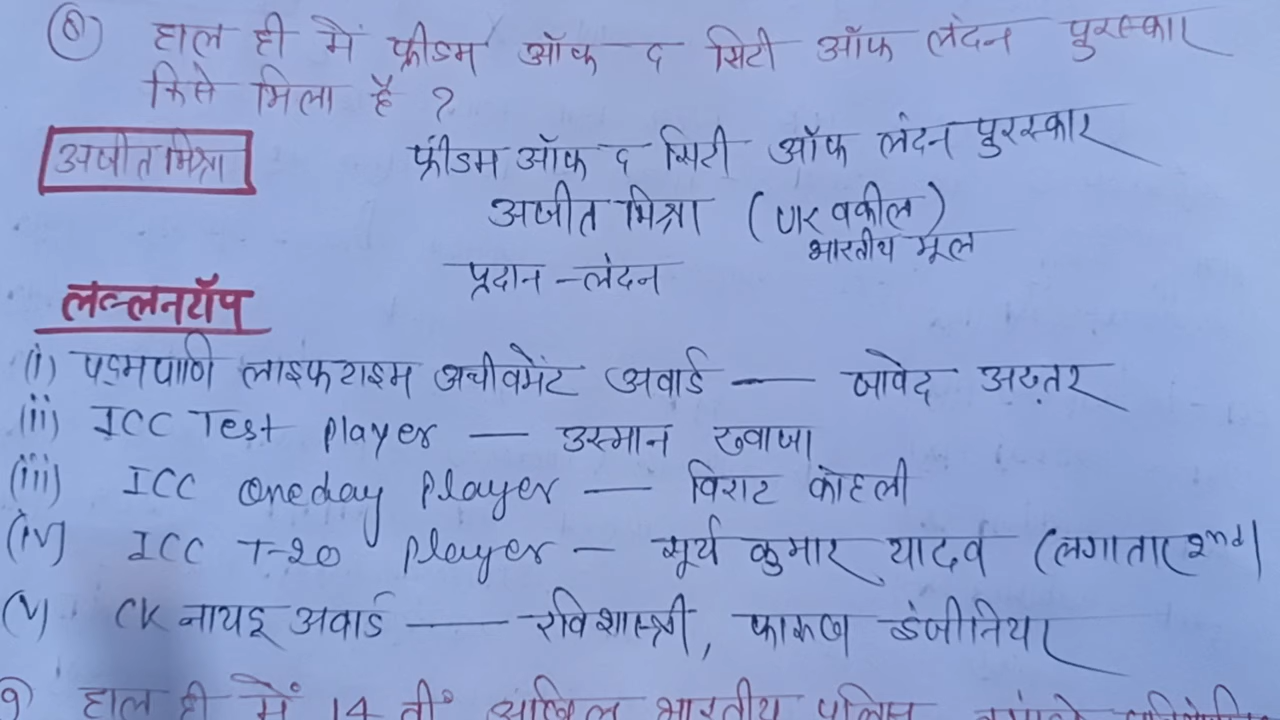 ⑧ हाल ही में फ्रीडम ऑफ द सिटी ऑफ लंदन पुरस्कार
किसे मिला है ?
अजीत मिश्रा
फ्रीडम ऑफ द सिटी ऑफ लंदन पुरस्कार
अजीत मिश्रा (वकील)
भारतीय मूल
प्रदान - लंदन
लल्लनटॉप
(i) पद्मपाणि लाइफटाइम अचीवमेंट अवार्ड — जावेद अख़्तर
(ii) ICC Test Player — उस्मान ख्वाजा
(iii) ICC Oneday Player — विराट कोहली
(iv) ICC T-20 Player — सूर्य कुमार यादव (लगातार 2nd)
(v) CK नायडू अवार्ड — रविशास्त्री, फारूख इंजीनियर
9) हाल ही में 14 वीं अखिल भारतीय पुलिस